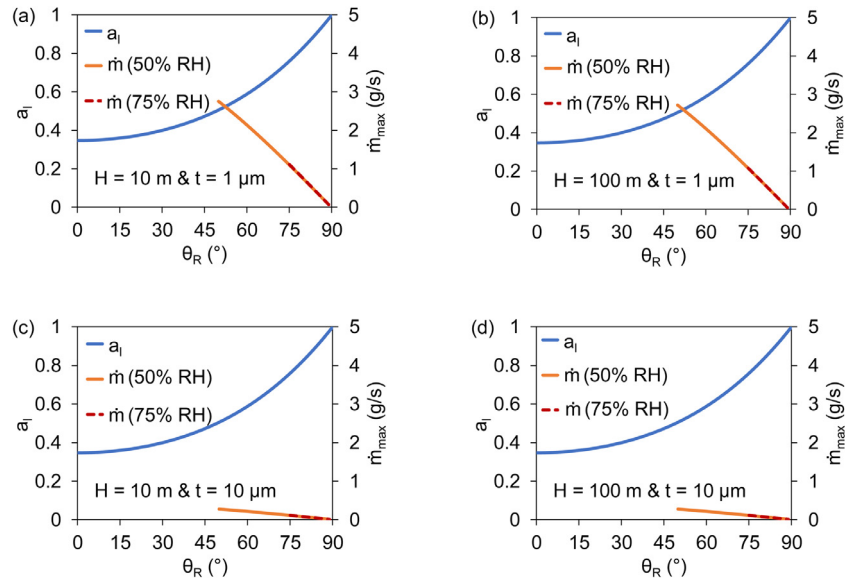 (a)
1
0.8
0.6
0.4
0.2
0
a_l
a_l
ṁ (50% RH)
ṁ (75% RH)
H = 10 m & t = 1 µm
5
4
3
2
1
0
ṁ_max (g/s)
0 15 30 45 60 75 90
θ_R (°)
(b)
1
0.8
0.6
0.4
0.2
0
a_l
a_l
ṁ (50% RH)
ṁ (75% RH)
H = 100 m & t = 1 µm
5
4
3
2
1
0
ṁ_max (g/s)
0 15 30 45 60 75 90
θ_R (°)
(c)
1
0.8
0.6
0.4
0.2
0
a_l
a_l
ṁ (50% RH)
ṁ (75% RH)
H = 10 m & t = 10 µm
5
4
3
2
1
0
ṁ_max (g/s)
0 15 30 45 60 75 90
θ_R (°)
(d)
1
0.8
0.6
0.4
0.2
0
a_l
a_l
ṁ (50% RH)
ṁ (75% RH)
H = 100 m & t = 10 µm
5
4
3
2
1
0
ṁ_max (g/s)
0 15 30 45 60 75 90
θ_R (°)